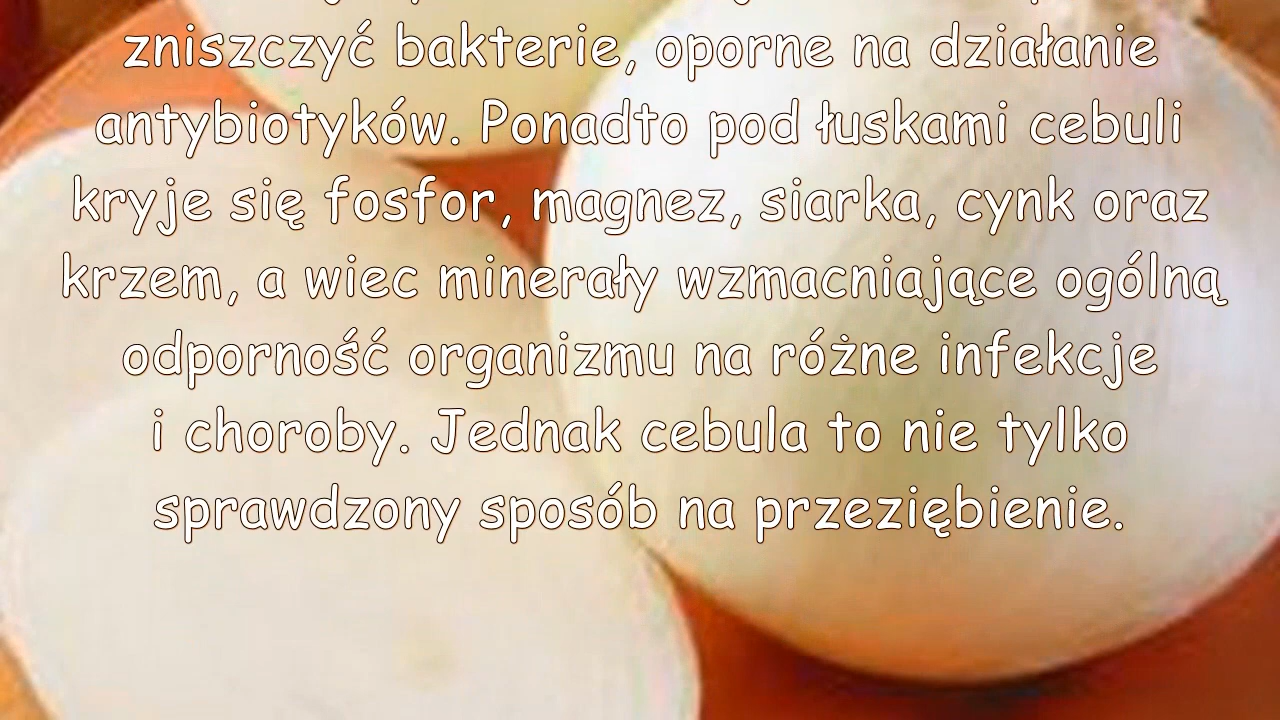 zniszczyć bakterie, oporne na działanie
antybiotyków. Ponadto pod łuskami cebuli
kryje się fosfor, magnez, siarka, cynk oraz
krzem, a wiec minerały wzmacniające ogólną
odporność organizmu na różne infekcje
i choroby. Jednak cebula to nie tylko
sprawdzony sposób na przeziębienie.